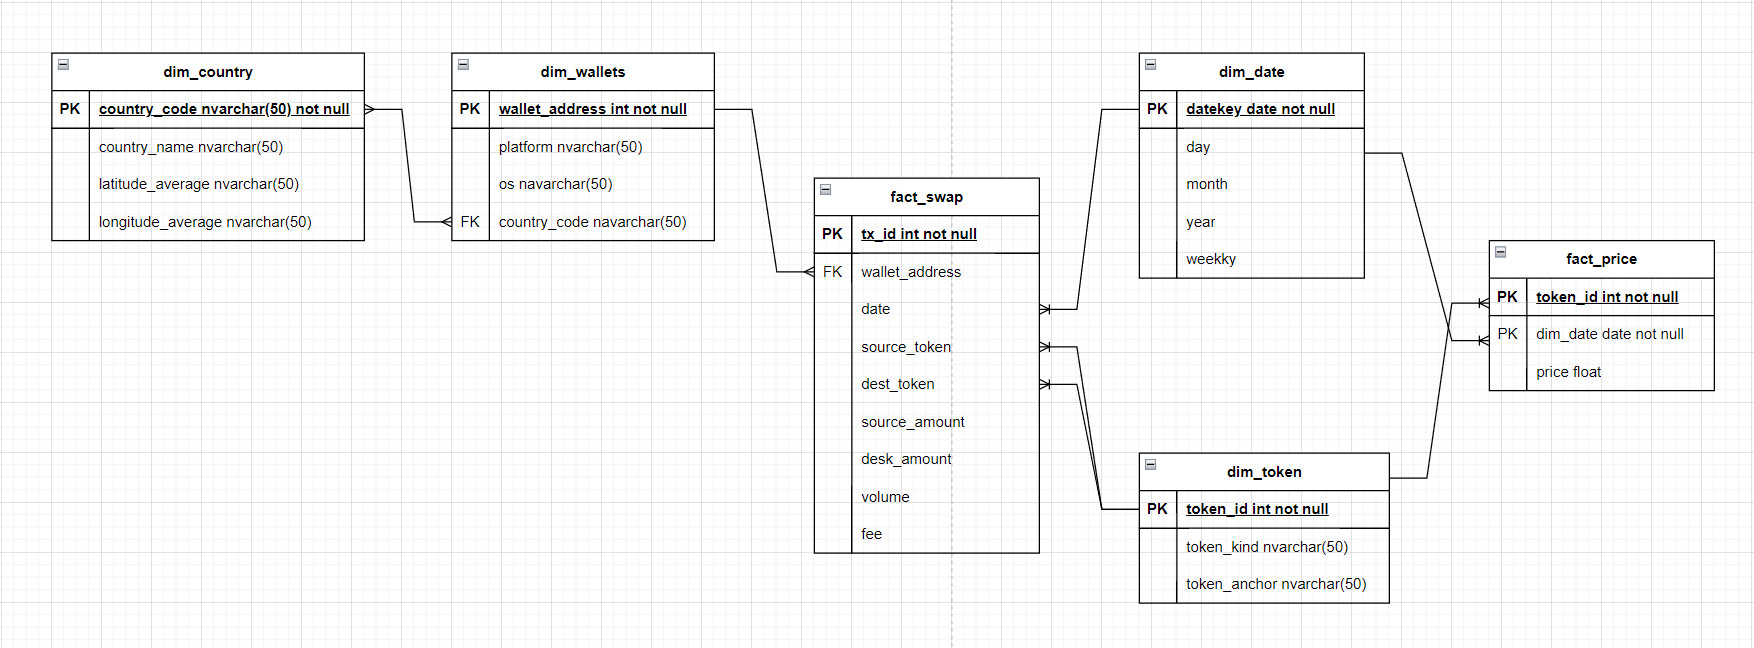 dim_country
PK country_code nvarchar(50) not null
country_name nvarchar(50)
latitude_average nvarchar(50)
longitude_average nvarchar(50)
dim_wallets
PK wallet_address int not null
platform nvarchar(50)
os navarchar(50)
FK country_code navarchar(50)
fact_swap
PK tx_id int not null
FK wallet_address
date
source_token
dest_token
source_amount
desk_amount
volume
fee
dim_date
PK datekey date not null
day
month
year
weekky
dim_token
PK token_id int not null
token_kind nvarchar(50)
token_anchor nvarchar(50)
fact_price
PK token_id int not null
PK dim_date date not null
price float